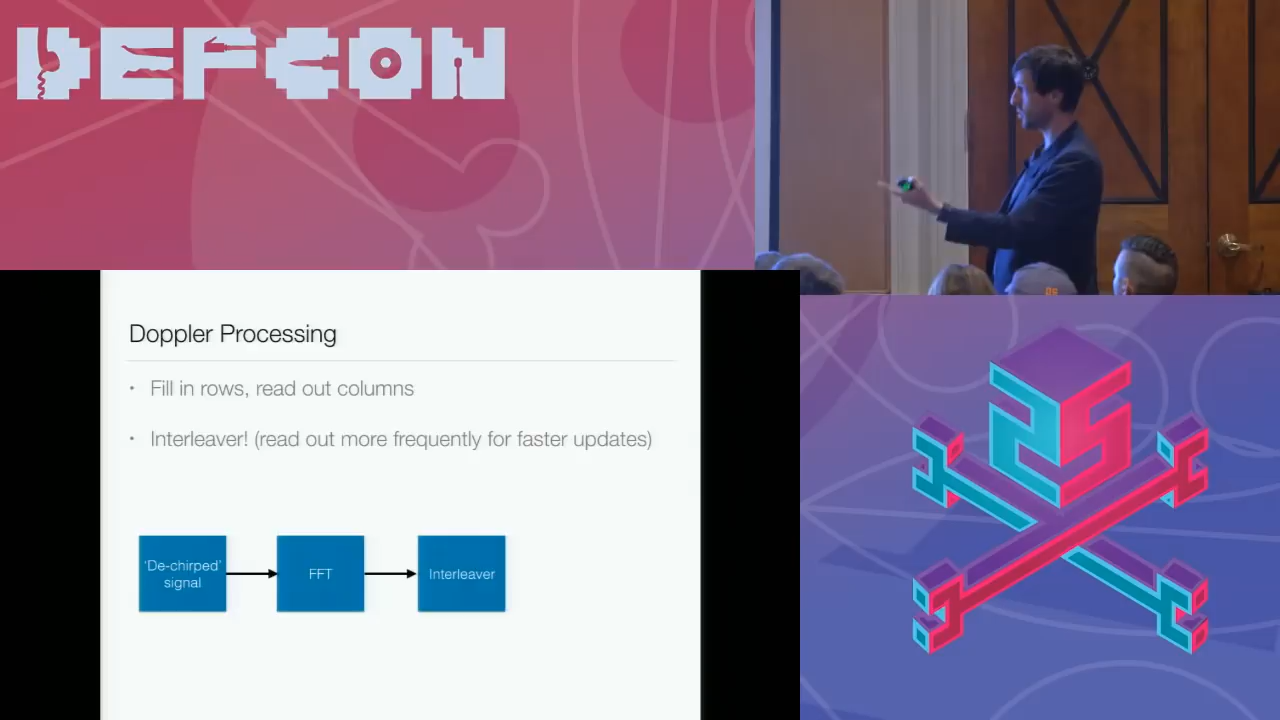 DEFCON
Doppler Processing
• Fill in rows, read out columns
• Interleaver! (read out more frequently for faster updates)
'De-chirped' signal
FFT
Interleaver
25